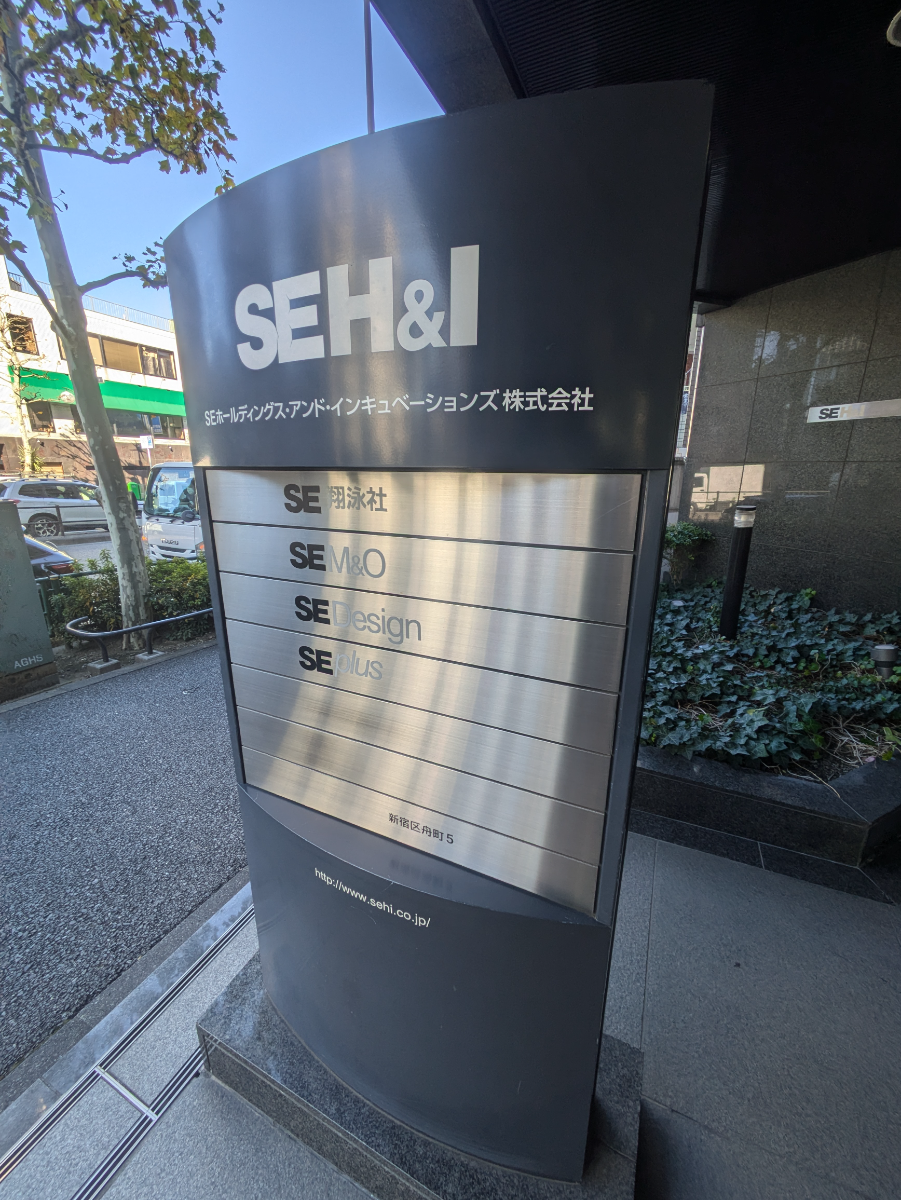 SEH&I
SEホールディングス・アンド・インキュベーションズ 株式会社
SE 翔泳社
SE M&O
SE Design
SE plus
新宿区舟町 5
http://www.sehi.co.jp/
AGHS
SE